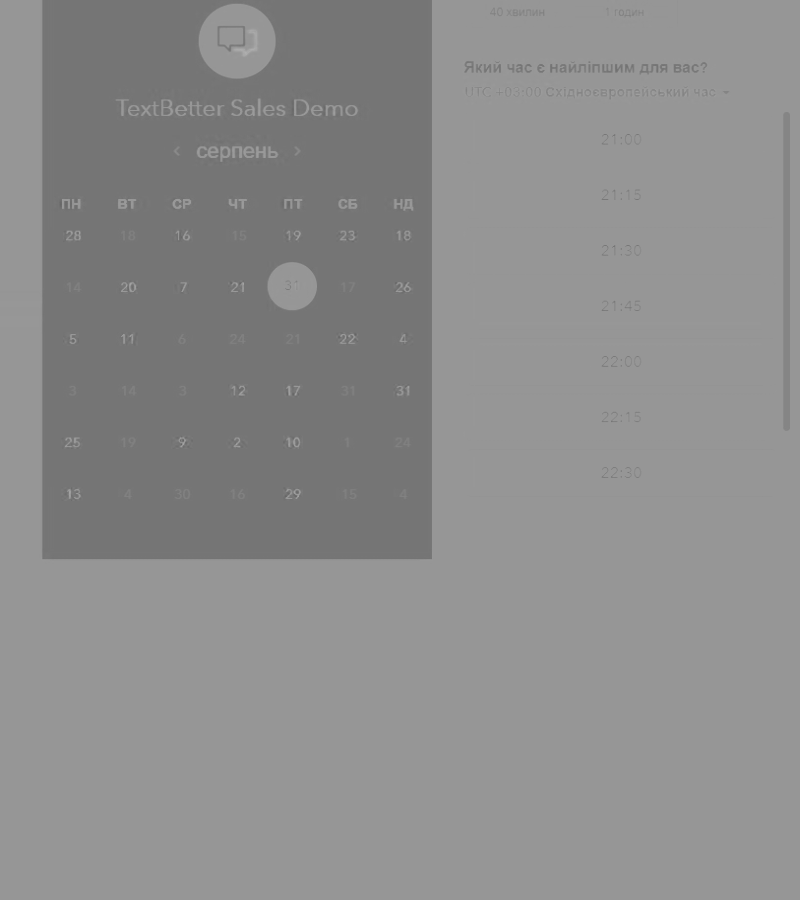 40 хвилин 1 годин
Який час є найліпшим для вас?
UTC +03:00 Східноєвропейський час
TextBetter Sales Demo
серпень
ПН ВТ СР ЧТ ПТ СБ НД
28 18 16 15 19 23 18
14 20 7 21 31 17 26
5 11 6 24 21 22 4
3 14 3 12 17 31 31
25 19 9 2 10 1 24
13 4 30 16 29 15 4
21:00
21:15
21:30
21:45
22:00
22:15
22:30